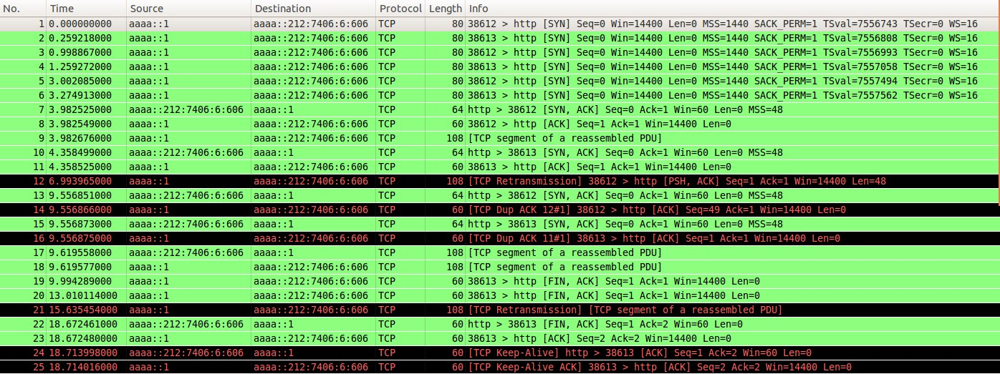 No. Time Source Destination Protocol Length Info
1 0.000000000 aaaa::1 aaaa::212:7406:6:606 TCP 80 38612 > http [SYN] Seq=0 Win=14400 Len=0 MSS=1440 SACK_PERM=1 TSval=7556743 TSecr=0 WS=16
2 0.259218000 aaaa::1 aaaa::212:7406:6:606 TCP 80 38613 > http [SYN] Seq=0 Win=14400 Len=0 MSS=1440 SACK_PERM=1 TSval=7556808 TSecr=0 WS=16
3 0.998867000 aaaa::1 aaaa::212:7406:6:606 TCP 80 38612 > http [SYN] Seq=0 Win=14400 Len=0 MSS=1440 SACK_PERM=1 TSval=7556993 TSecr=0 WS=16
4 1.259272000 aaaa::1 aaaa::212:7406:6:606 TCP 80 38613 > http [SYN] Seq=0 Win=14400 Len=0 MSS=1440 SACK_PERM=1 TSval=7557058 TSecr=0 WS=16
5 3.002085000 aaaa::1 aaaa::212:7406:6:606 TCP 80 38612 > http [SYN] Seq=0 Win=14400 Len=0 MSS=1440 SACK_PERM=1 TSval=7557494 TSecr=0 WS=16
6 3.274913000 aaaa::1 aaaa::212:7406:6:606 TCP 80 38613 > http [SYN] Seq=0 Win=14400 Len=0 MSS=1440 SACK_PERM=1 TSval=7557562 TSecr=0 WS=16
7 3.982525000 aaaa::212:7406:6:606 aaaa::1 TCP 64 http > 38612 [SYN, ACK] Seq=0 Ack=1 Win=60 Len=0 MSS=48
8 3.982549000 aaaa::1 aaaa::212:7406:6:606 TCP 60 38612 > http [ACK] Seq=1 Ack=1 Win=14400 Len=0
9 3.982676000 aaaa::1 aaaa::212:7406:6:606 TCP 108 [TCP segment of a reassembled PDU]
10 4.358499000 aaaa::212:7406:6:606 aaaa::1 TCP 64 http > 38613 [SYN, ACK] Seq=0 Ack=1 Win=60 Len=0 MSS=48
11 4.358525000 aaaa::1 aaaa::212:7406:6:606 TCP 60 38613 > http [ACK] Seq=1 Ack=1 Win=14400 Len=0
12 6.993965000 aaaa::1 aaaa::212:7406:6:606 TCP 108 [TCP Retransmission] 38612 > http [PSH, ACK] Seq=1 Ack=1 Win=14400 Len=48
13 9.556851000 aaaa::212:7406:6:606 aaaa::1 TCP 64 http > 38612 [SYN, ACK] Seq=0 Ack=1 Win=60 Len=0 MSS=48
14 9.556866000 aaaa::1 aaaa::212:7406:6:606 TCP 60 [TCP Dup ACK 12#1] 38612 > http [ACK] Seq=49 Ack=1 Win=14400 Len=0
15 9.556873000 aaaa::212:7406:6:606 aaaa::1 TCP 64 http > 38613 [SYN, ACK] Seq=0 Ack=1 Win=60 Len=0 MSS=48
16 9.556875000 aaaa::1 aaaa::212:7406:6:606 TCP 60 [TCP Dup ACK 11#1] 38613 > http [ACK] Seq=1 Ack=1 Win=14400 Len=0
17 9.619558000 aaaa::212:7406:6:606 aaaa::1 TCP 108 [TCP segment of a reassembled PDU]
18 9.619577000 aaaa::1 aaaa::212:7406:6:606 TCP 108 [TCP segment of a reassembled PDU]
19 9.994289000 aaaa::1 aaaa::212:7406:6:606 TCP 60 38613 > http [FIN, ACK] Seq=1 Ack=1 Win=14400 Len=0
20 13.010114000 aaaa::1 aaaa::212:7406:6:606 TCP 60 38613 > http [FIN, ACK] Seq=1 Ack=1 Win=14400 Len=0
21 15.635454000 aaaa::1 aaaa::212:7406:6:606 TCP 108 [TCP Retransmission] [TCP segment of a reassembled PDU]
22 18.672461000 aaaa::212:7406:6:606 aaaa::1 TCP 60 http > 38613 [FIN, ACK] Seq=1 Ack=2 Win=60 Len=0
23 18.672480000 aaaa::1 aaaa::212:7406:6:606 TCP 60 38613 > http [ACK] Seq=2 Ack=2 Win=14400 Len=0
24 18.713998000 aaaa::212:7406:6:606 aaaa::1 TCP 60 [TCP Keep-Alive] http > 38613 [ACK] Seq=1 Ack=2 Win=60 Len=0
25 18.714016000 aaaa::1 aaaa::212:7406:6:606 TCP 60 [TCP Keep-Alive ACK] 38613 > http [ACK] Seq=2 Ack=2 Win=14400 Len=0